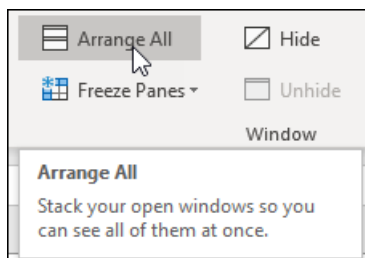 Arrange All
Hide
Freeze Panes
Unhide
Window
Arrange All
Stack your open windows so you
can see all of them at once.